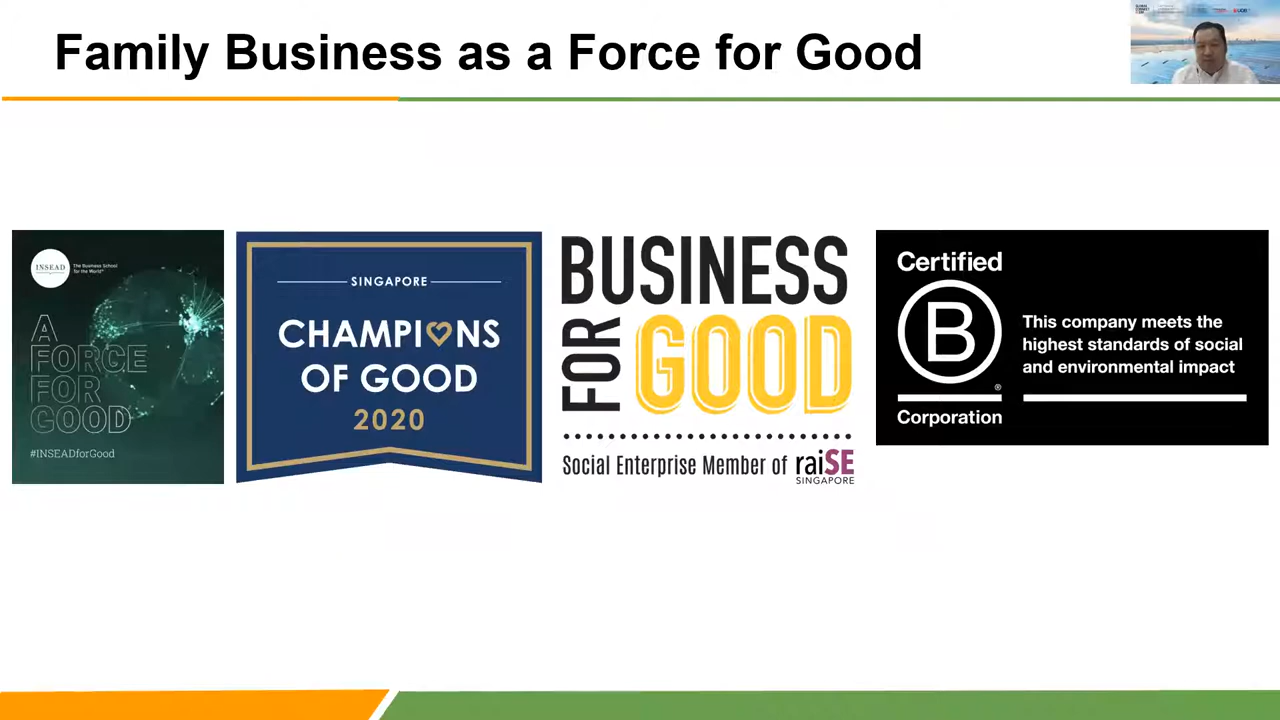 Family Business as a Force for Good
INSEAD
The Business School
for the World®
A
FORCE
FOR
GOOD
#INSEADforGood
SINGAPORE
CHAMPIONS
OF GOOD
2020
BUSINESS
FOR GOOD
Social Enterprise Member of raiSE
SINGAPORE
Certified
B
®
Corporation
This company meets the
highest standards of social
and environmental impact